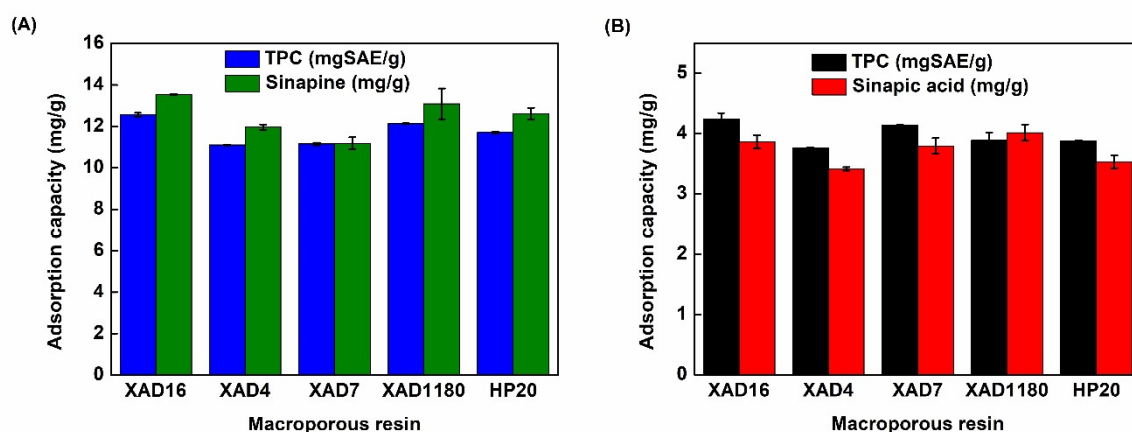 (A)
TPC (mgSAE/g)
Sinapine (mg/g)
Adsorption capacity (mg/g)
16
14
12
10
8
6
4
2
0
XAD16 XAD4 XAD7 XAD1180 HP20
Macroporous resin
(B)
TPC (mgSAE/g)
Sinapic acid (mg/g)
Adsorption capacity (mg/g)
5
4
3
2
1
0
XAD16 XAD4 XAD7 XAD1180 HP20
Macroporous resin